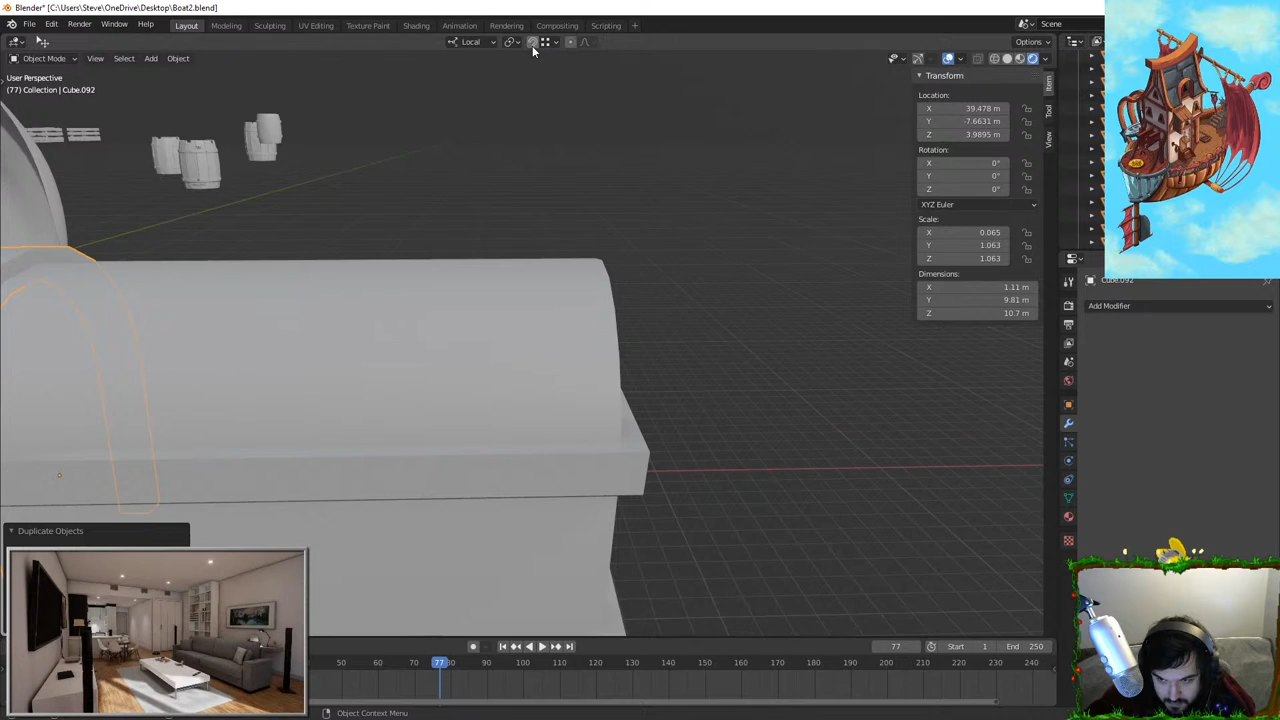 Blender* [C:\Users\Steve\OneDrive\Desktop\Boat2.blend]
File Edit Render Window Help Layout Modeling Sculpting UV Editing Texture Paint Shading Animation Rendering Compositing Scripting + Scene
Local Options
Object Mode View Select Add Object
User Perspective
(77) Collection | Cube.092
Transform
Location:
X 39.478 m
Y -7.6631 m
Z 3.9895 m
Rotation:
X 0°
Y 0°
Z 0°
XYZ Euler
Scale:
X 0.065
Y 1.063
Z 1.063
Dimensions:
X 1.11 m
Y 9.81 m
Z 10.7 m
Item
Tool
View
Cube.092
Add Modifier
Duplicate Objects
77 Start 1 End 250
50 60 70 77 80 90 100 110 120 130 140 150 160 170 180 190 200 210 220 230 240
Object Context Menu